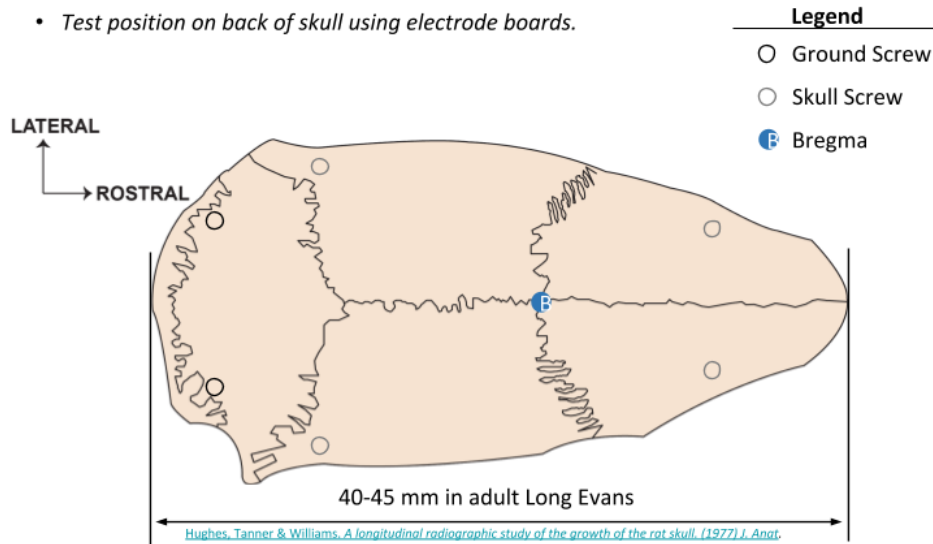 • Test position on back of skull using electrode boards.
Legend
Ground Screw
Skull Screw
B Bregma
LATERAL
ROSTRAL
B
40-45 mm in adult Long Evans
Hughes, Tanner & Williams. A longitudinal radiographic study of the growth of the rat skull. (1977) J. Anat.